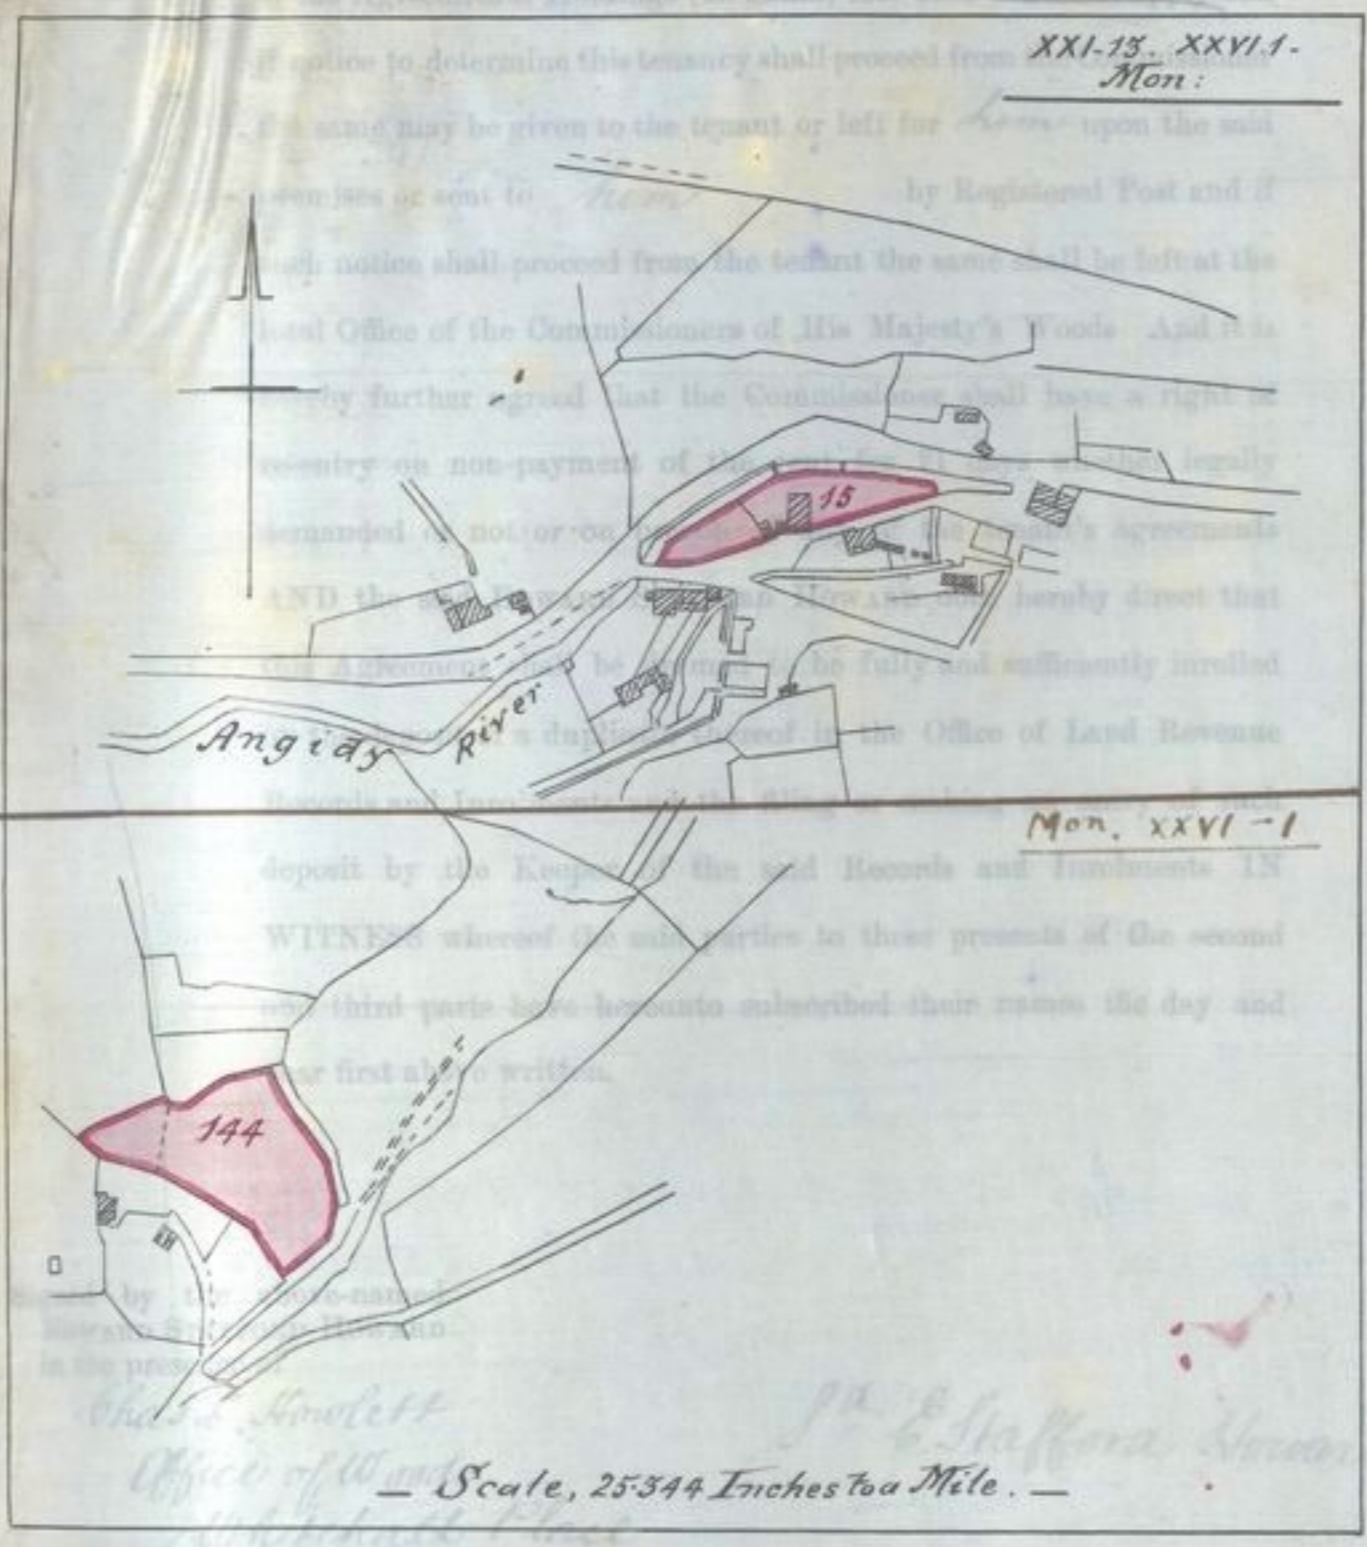 XXI-13. XXVI.1-
Mon:
if notice to determine this tenancy shall proceed from the Commissioner
the same may be given to the tenant or left for him upon the said
premises or sent to him by Registered Post and if
such notice shall proceed from the tenant the same shall be left at the
local Office of the Commissioners of His Majesty's Woods And it is
hereby further agreed that the Commissioner shall have a right of
re-entry on non-payment of the rent for 21 days whether legally
15
demanded or not or on the tenant's agreements
AND the said Howard doth hereby direct that
this Agreement shall be deemed to be fully and sufficiently inrolled
Angidy River
a duplicate thereof in the Office of Land Revenue
Records and Inrolments and the filing or making an entry of such
Mon. XXVI-1
deposit by the Keeper of the said Records and Inrolments IN
WITNESS whereof the said parties to these presents of the second
and third parts have hereunto subscribed their names the day and
year first above written.
144
Signed by the above-named
Howard
in the presence of
Howlett
Office of Woods
Stafford Howard
— Scale, 25·344 Inches to a Mile. —